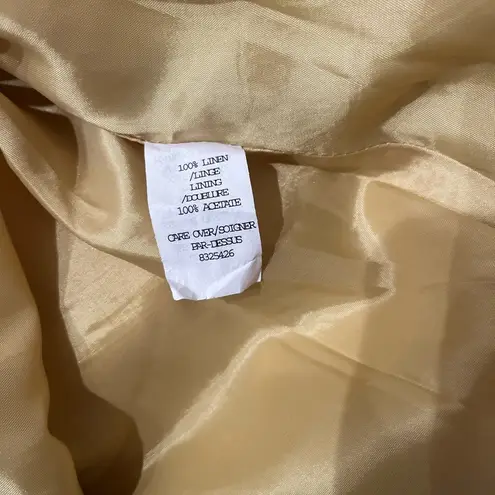 100% LINEN
/LINGE
LINING
/DOUBLURE
100% ACETATE
CARE OVER/SOIGNER
PAR-DESSUS
8325426